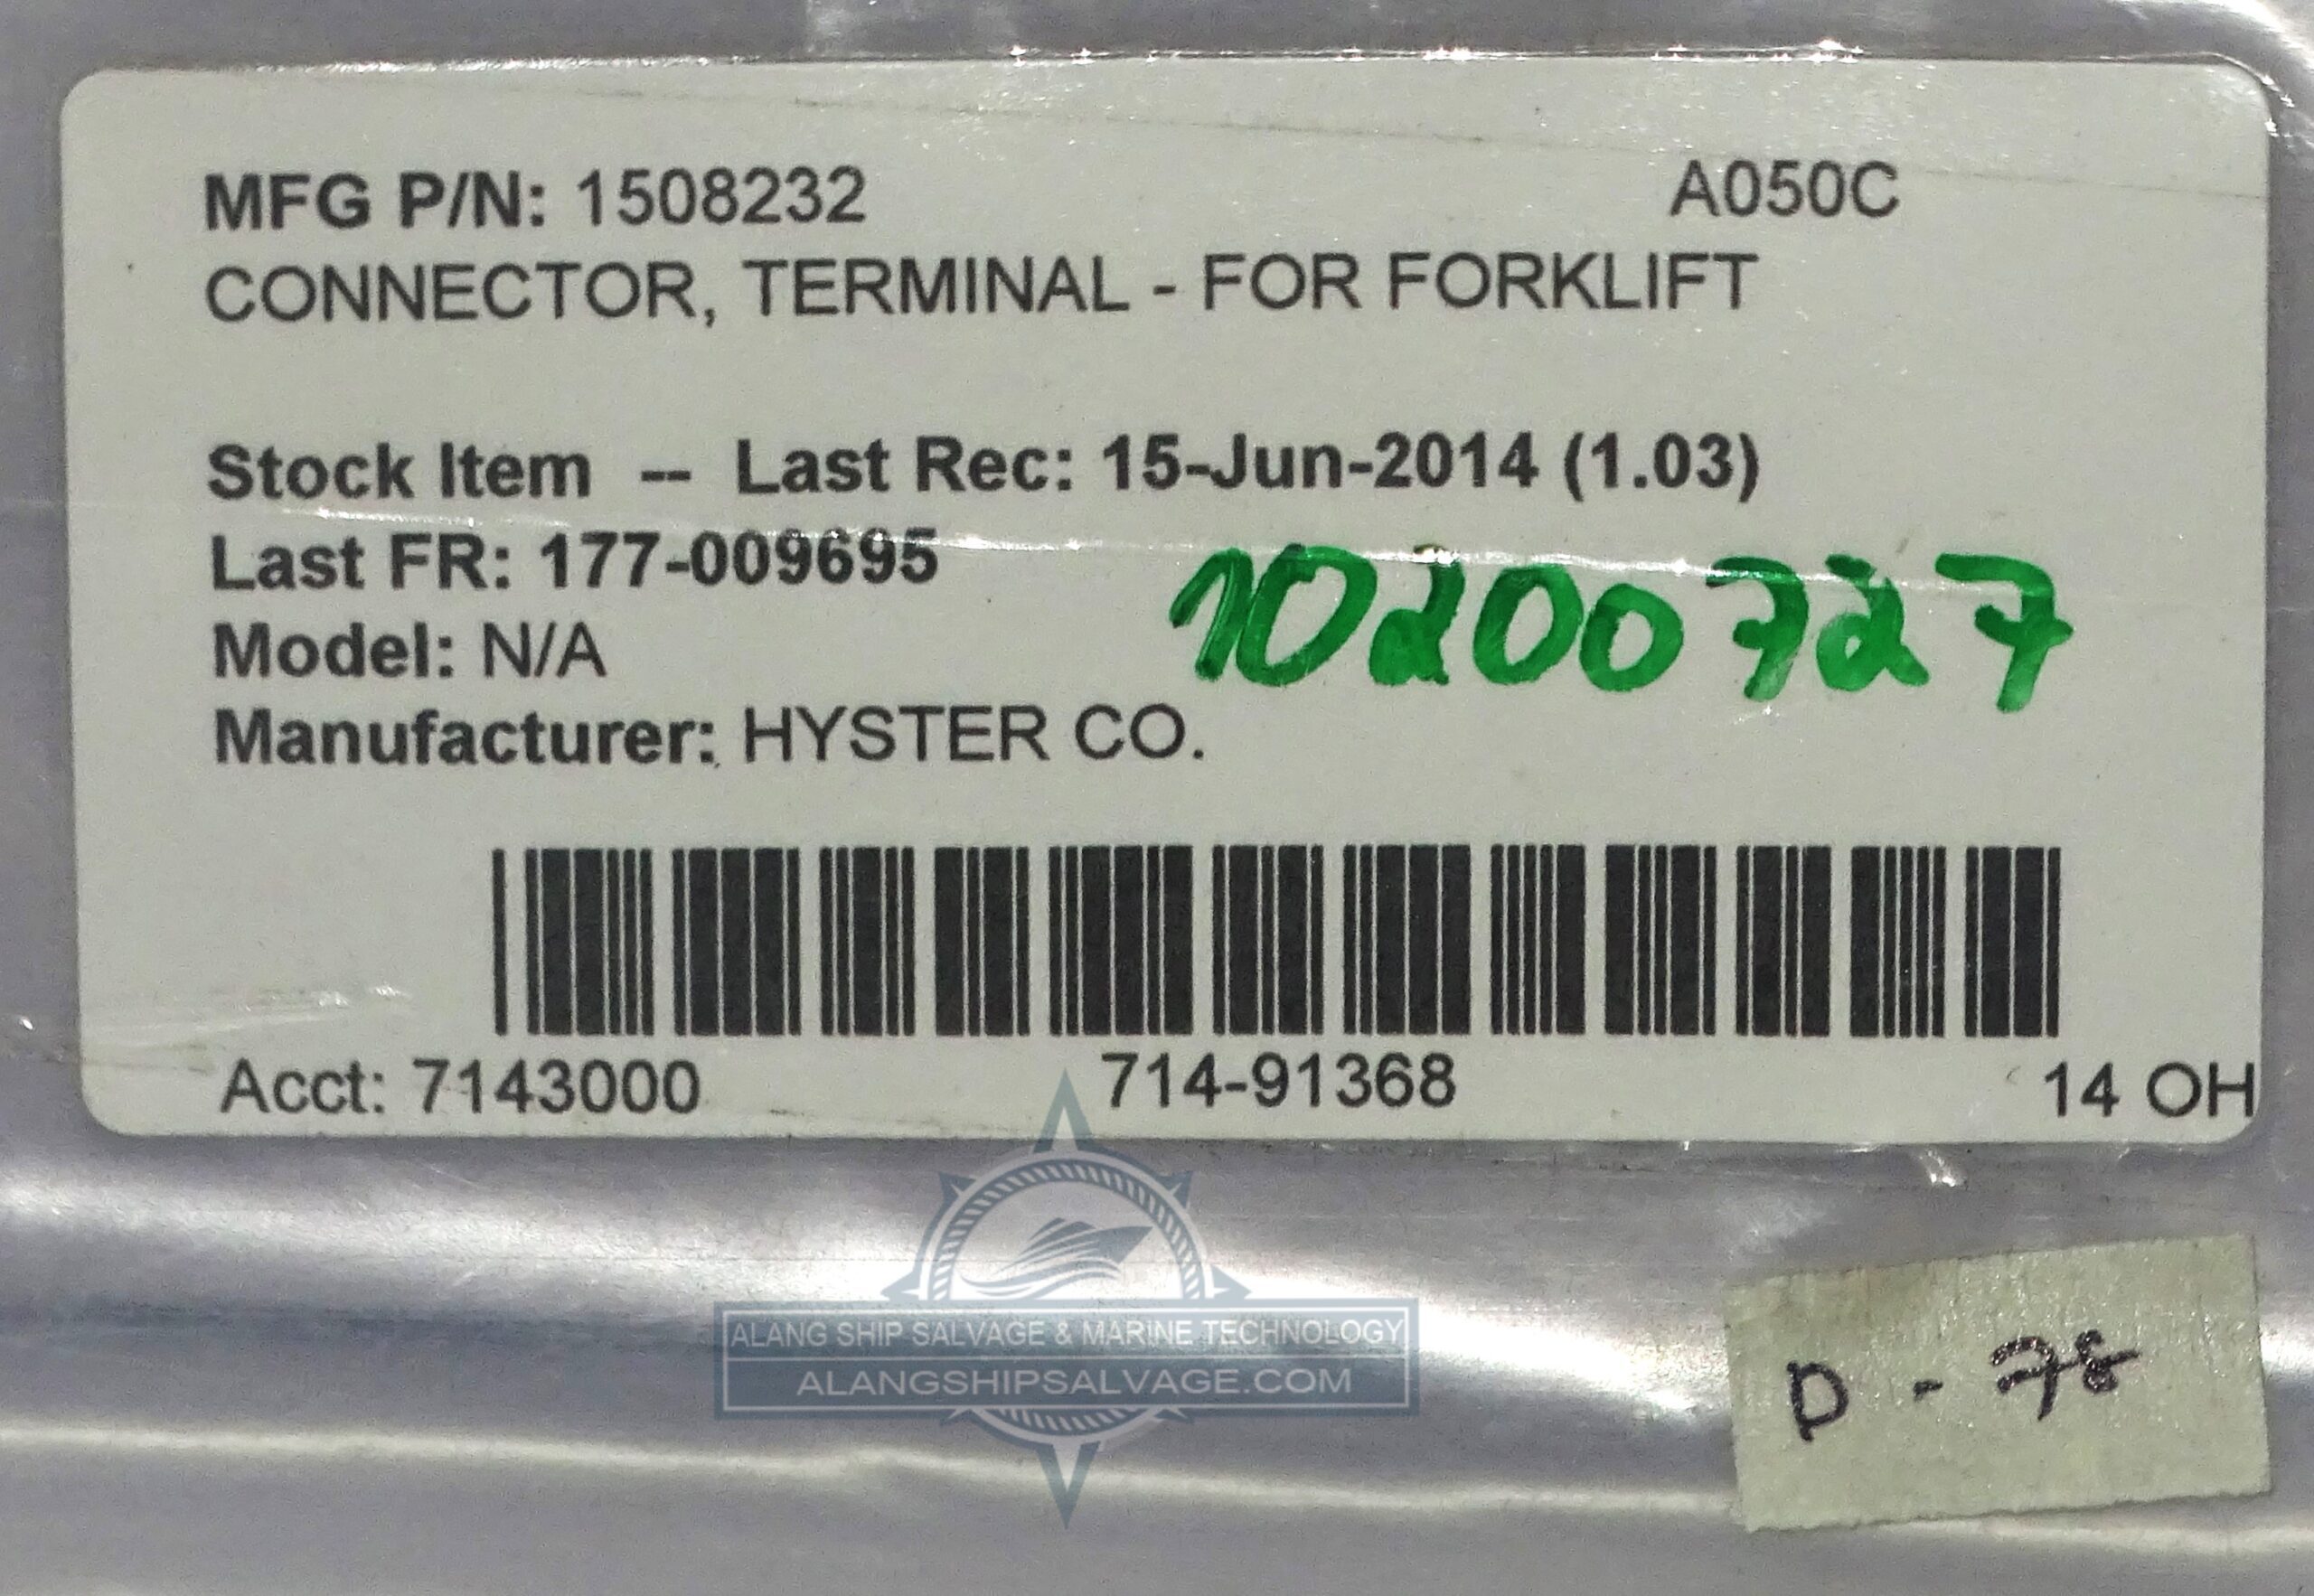 MFG P/N: 1508232 A050C
CONNECTOR, TERMINAL - FOR FORKLIFT
Stock Item -- Last Rec: 15-Jun-2014 (1.03)
Last FR: 177-009695
10200727
Model: N/A
Manufacturer: HYSTER CO.
Acct: 7143000 714-91368 14 OH
ALANG SHIP SALVAGE & MARINE TECHNOLOGY
ALANGSHIPSALVAGE.COM
D - 78